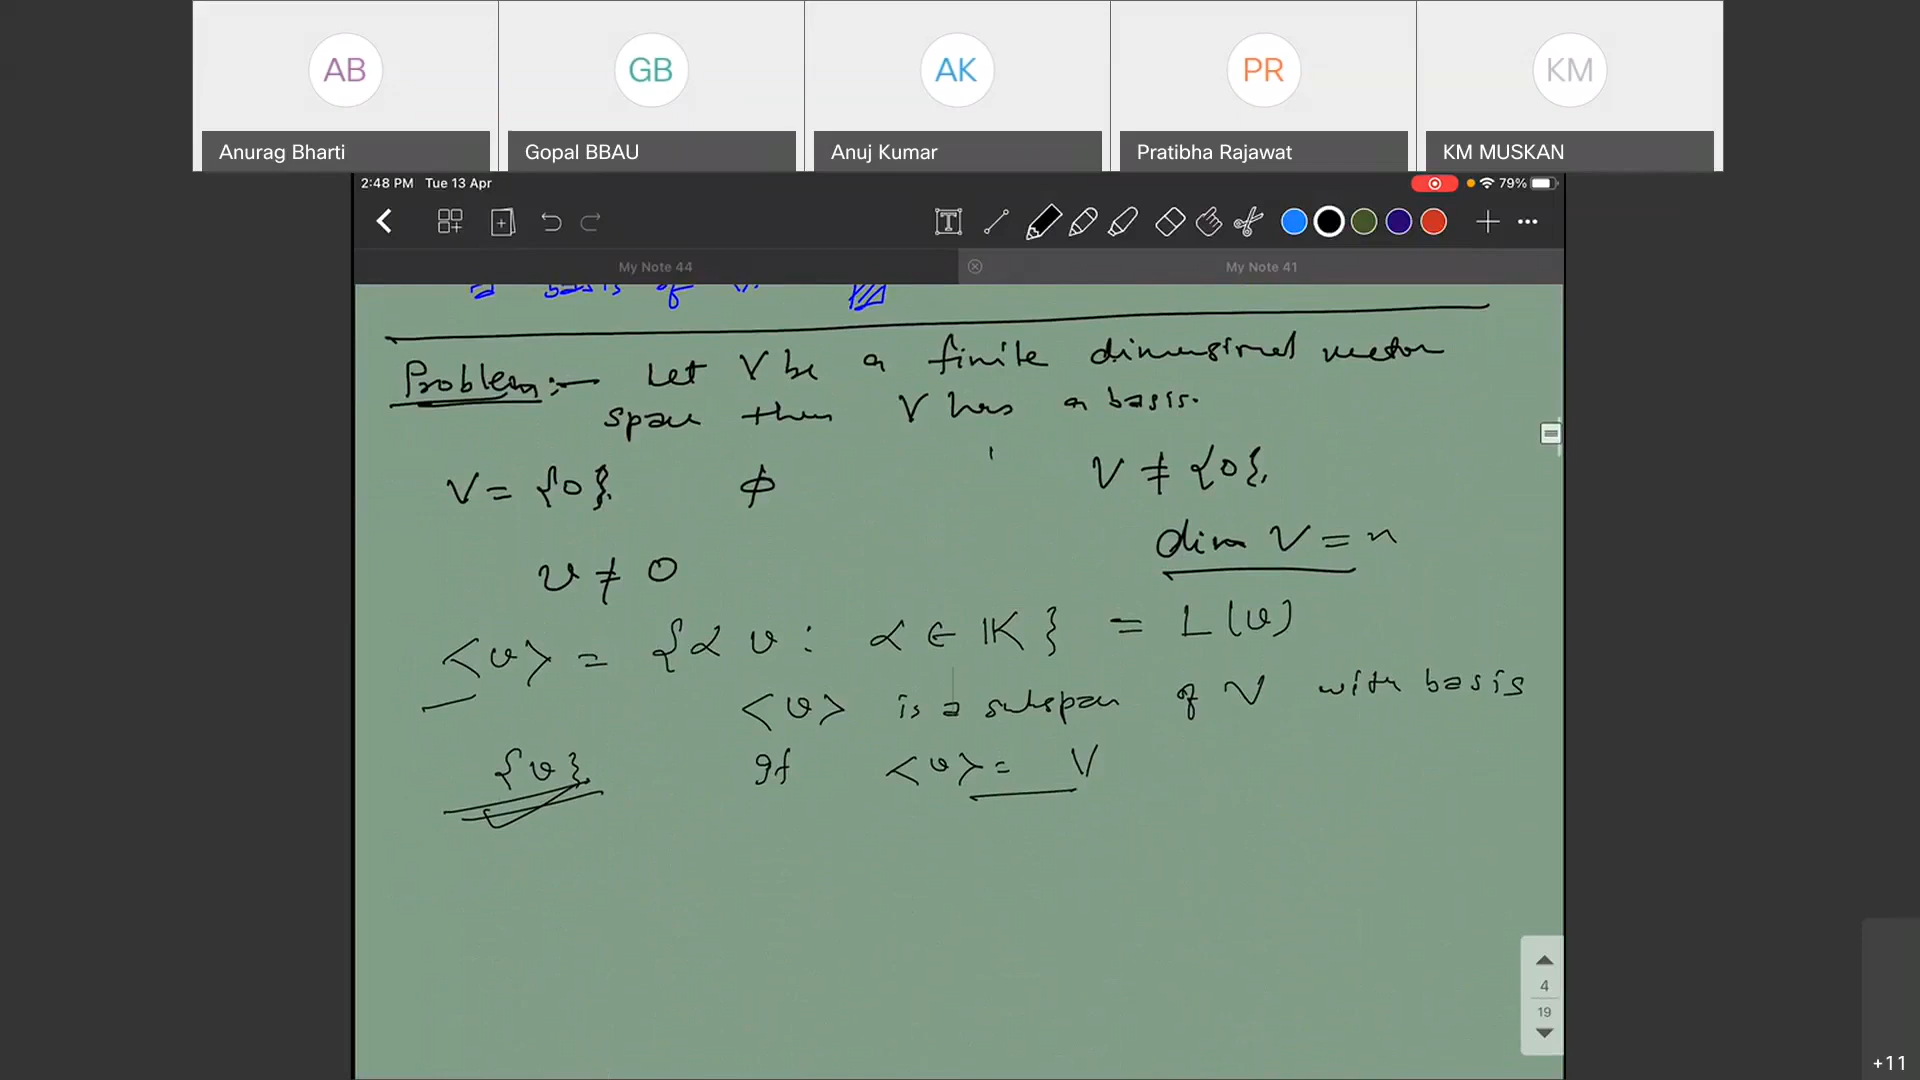 AB GB AK PR KM
Anurag Bharti Gopal BBAU Anuj Kumar Pratibha Rajawat KM MUSKAN
2:48 PM Tue 13 Apr 79%
My Note 44 My Note 41
a basis of
Problem:— Let V be a finite dimensional vector
space then V has a basis.
V = {0}. ϕ V ≠ {0}.
dim V = n
v ≠ 0
<v> = {α v : α ∈ K} = L(v)
<v> is a subspace of V with basis
{v} If <v> = V
4
19
+11